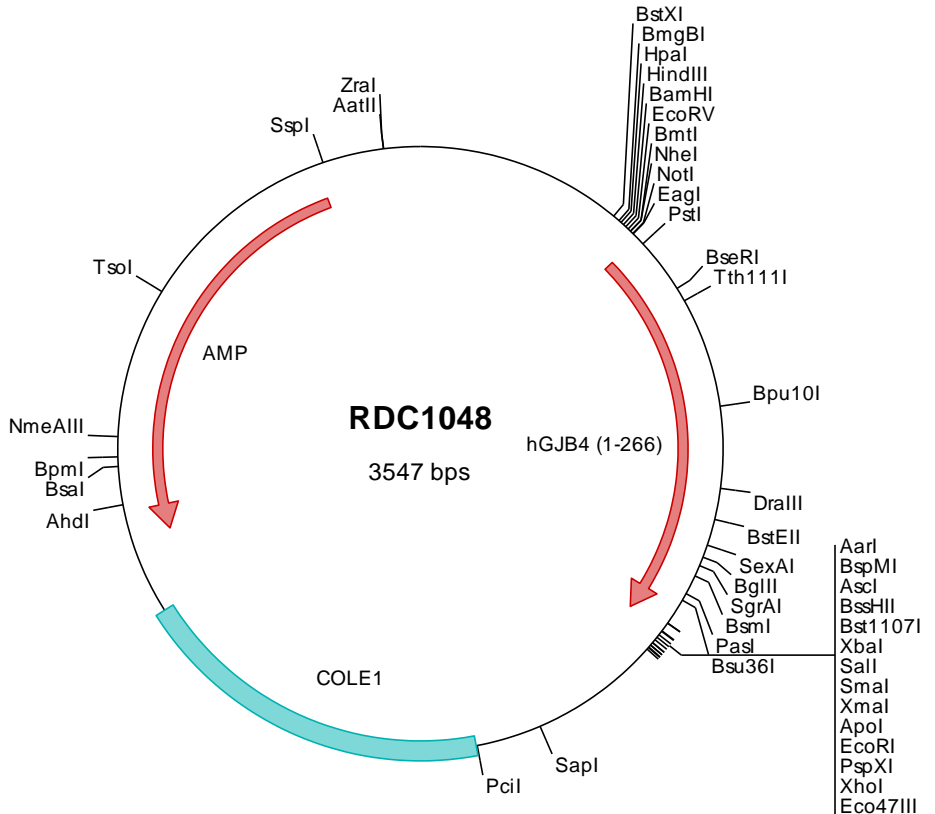 BstXI
BmgBI
HpaI
HindIII
BamHI
EcoRV
BmtI
NheI
NotI
EagI
PstI
ZraI
AatII
SspI
BseRI
Tth111I
TsoI
AMP
Bpu10I
RDC1048
hGJB4 (1-266)
3547 bps
NmeAIII
BpmI
BsaI
AhdI
DraIII
BstEII
SexAI
BglII
SgrAI
BsmI
PasI
Bsu36I
AarI
BspMI
AscI
BssHII
Bst1107I
XbaI
SalI
SmaI
XmaI
ApoI
EcoRI
PspXI
XhoI
Eco47III
COLE1
SapI
PciI